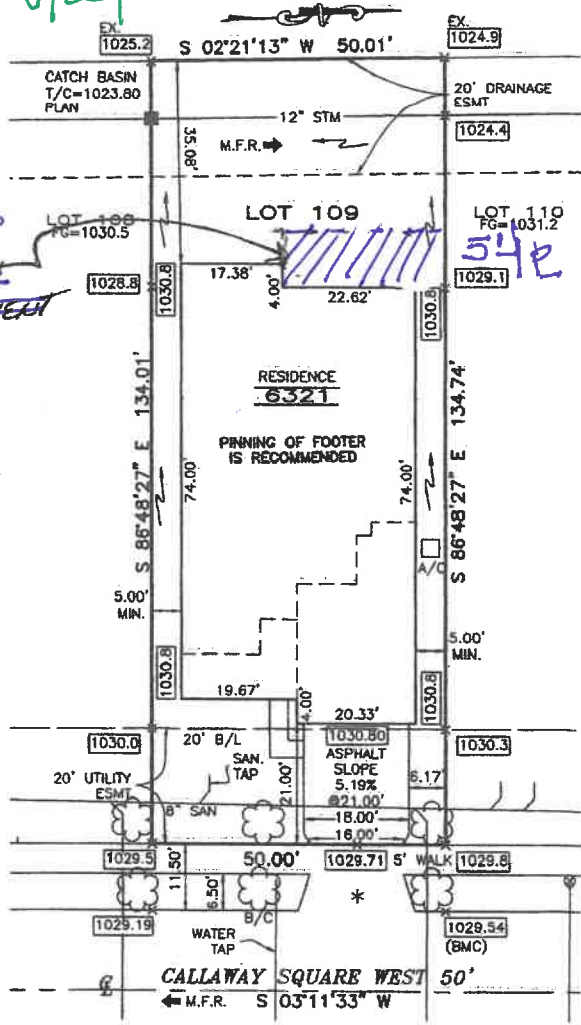 EX.
1025.2
S 02°21'13" W 50.01'
EX.
1024.9
CATCH BASIN
T/C=1023.80
PLAN
20' DRAINAGE
ESMT
12" STM
1024.4
35.08'
M.F.R.
LOT 109
LOT 108
FG=1030.5
LOT 110
FG=1031.2
17.38'
4.00'
22.62'
1028.8
1030.8
1030.8
1029.1
RESIDENCE
6321
PINNING OF FOOTER
IS RECOMMENDED
S 86°48'27" E 134.01'
74.00
74.00'
S 86°48'27" E 134.74'
A/C
5.00'
MIN.
5.00'
MIN.
1030.8
1030.8
19.67'
4.00'
20.33'
1030.0
20' B/L
1030.80
1030.3
20' UTILITY
ESMT
SAN.
TAP
ASPHALT
SLOPE
5.19%
@21.00'
6.17'
8" SAN
21.00'
18.00'
16.00'
1029.5
50.00'
1029.71
5' WALK
1029.8
11.50'
6.50'
B/C
*
1029.19
WATER
TAP
1029.54
(BMC)
CALLAWAY SQUARE WEST 50'
M.F.R. S 03°11'33" W